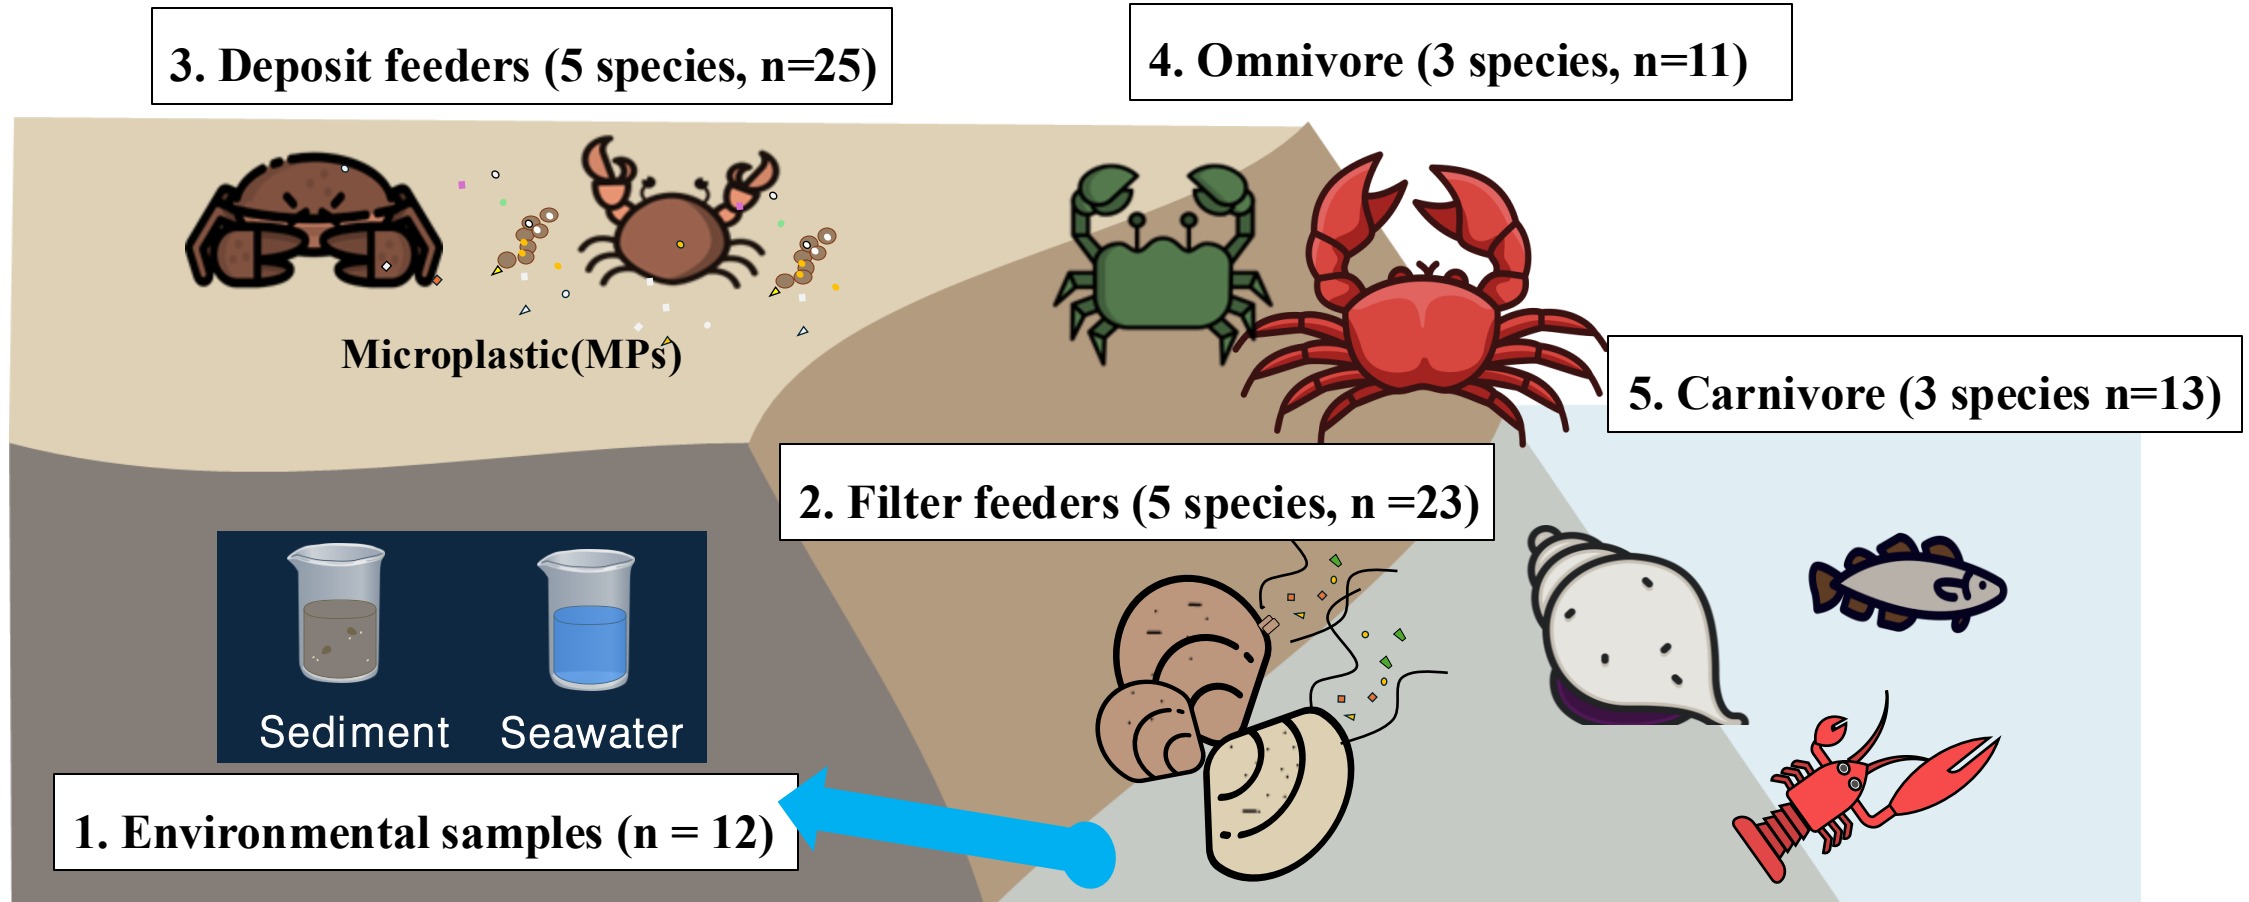 3. Deposit feeders (5 species, n=25)
4. Omnivore (3 species, n=11)
Microplastic(MPs)
5. Carnivore (3 species n=13)
2. Filter feeders (5 species, n =23)
Sediment
Seawater
1. Environmental samples (n = 12)